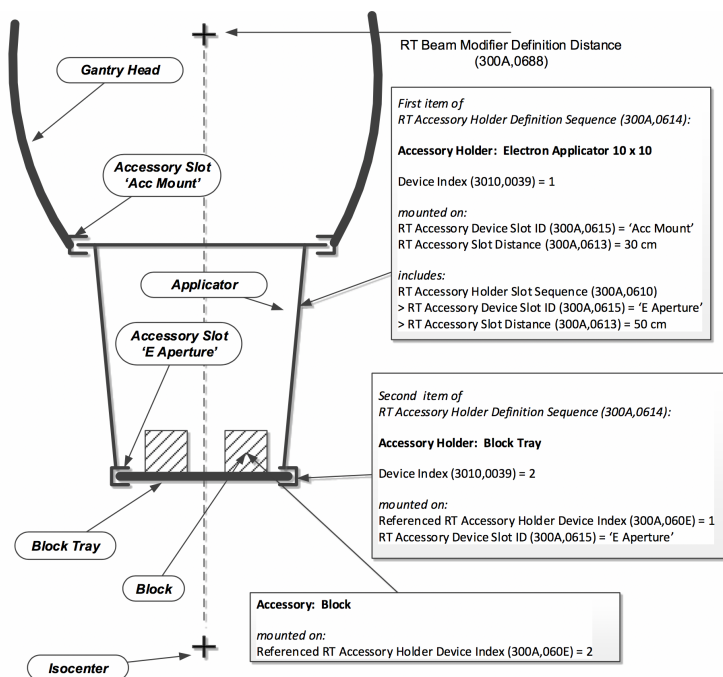 RT Beam Modifier Definition Distance
(300A,0688)
Gantry Head
First item of
RT Accessory Holder Definition Sequence (300A,0614):
Accessory Holder: Electron Applicator 10 x 10
Device Index (3010,0039) = 1
mounted on:
RT Accessory Device Slot ID (300A,0615) = ‘Acc Mount’
RT Accessory Slot Distance (300A,0613) = 30 cm
includes:
RT Accessory Holder Slot Sequence (300A,0610)
> RT Accessory Device Slot ID (300A,0615) = ‘E Aperture’
> RT Accessory Slot Distance (300A,0613) = 50 cm
Accessory Slot
‘Acc Mount’
Applicator
Accessory Slot
‘E Aperture’
Second item of
RT Accessory Holder Definition Sequence (300A,0614):
Accessory Holder: Block Tray
Device Index (3010,0039) = 2
mounted on:
Referenced RT Accessory Holder Device Index (300A,060E) = 1
RT Accessory Device Slot ID (300A,0615) = ‘E Aperture’
Block Tray
Block
Accessory: Block
mounted on:
Referenced RT Accessory Holder Device Index (300A,060E) = 2
Isocenter